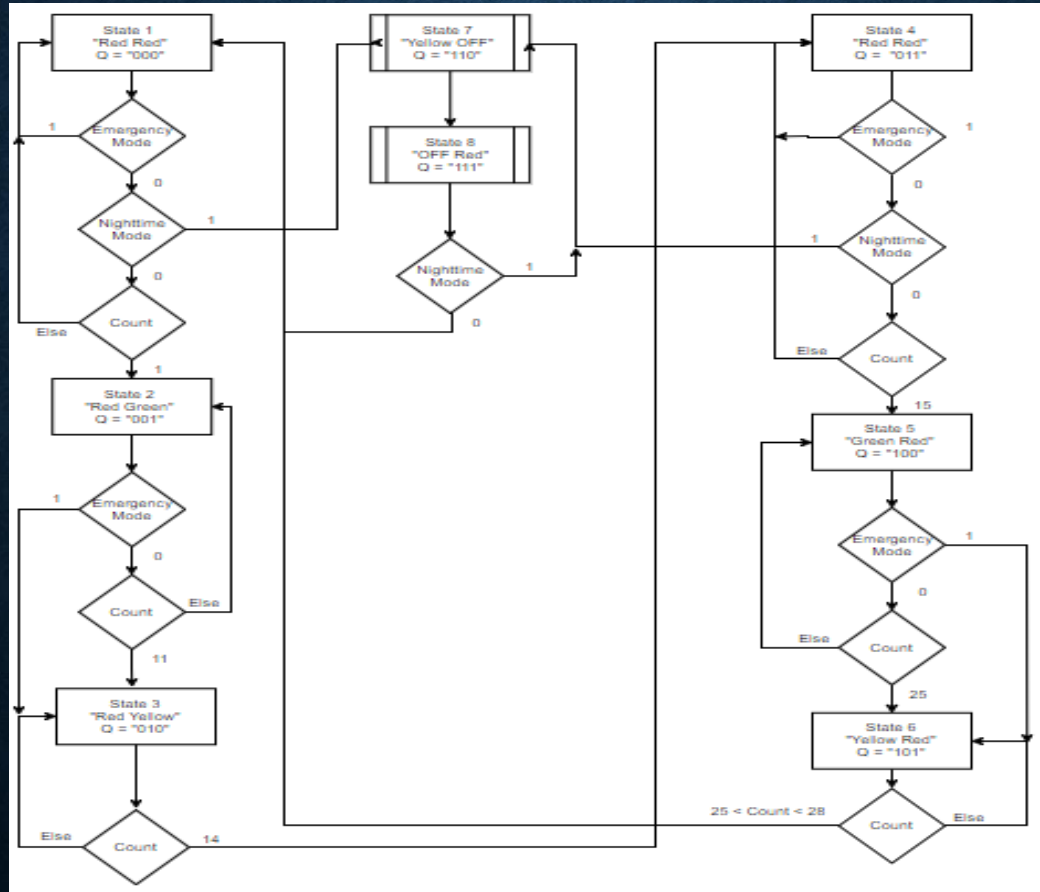 State 1
"Red Red"
Q = "000"
1
Emergency
Mode
0
Nighttime
Mode
1
0
Count
Else
1
State 2
"Red Green"
Q = "001"
1
Emergency
Mode
0
Count
Else
11
State 3
"Red Yellow"
Q = "010"
Else
Count
14
State 7
"Yellow OFF"
Q = "110"
State 8
"OFF Red"
Q = "111"
Nighttime
Mode
1
0
State 4
"Red Red"
Q = "011"
Emergency
Mode
1
0
1
Nighttime
Mode
0
Else
Count
15
State 5
"Green Red"
Q = "100"
Emergency
Mode
1
0
Else
Count
25
State 6
"Yellow Red"
Q = "101"
25 < Count < 28
Count
Else